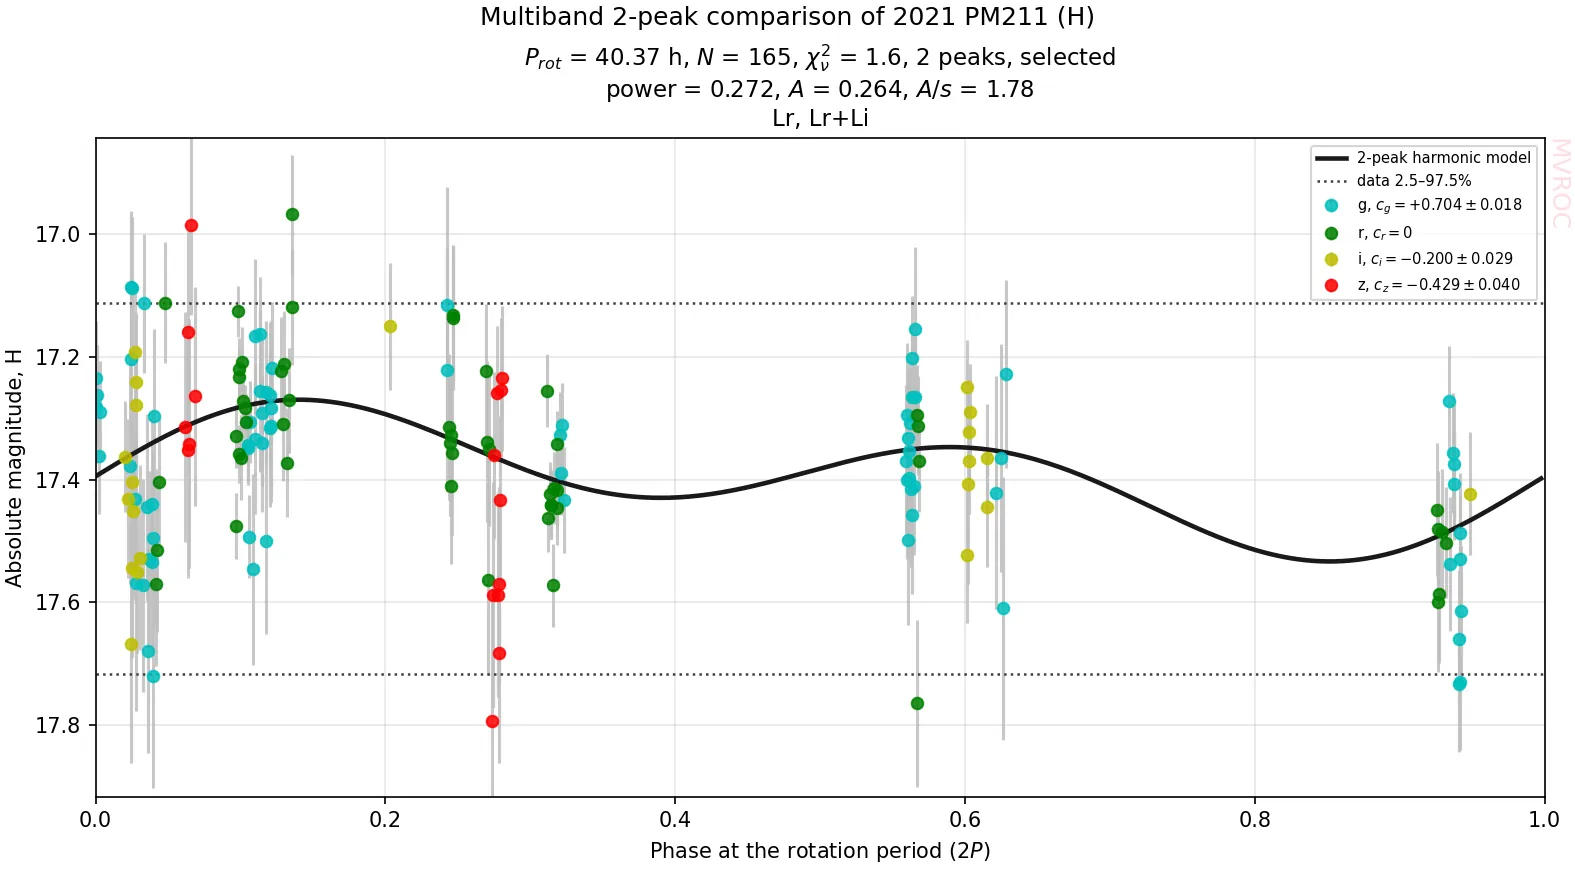 Multiband 2-peak comparison of 2021 PM211 (H)
P_rot = 40.37 h, N = 165, χ²_ν = 1.6, 2 peaks, selected
power = 0.272, A = 0.264, A/s = 1.78
Lr, Lr+Li
2-peak harmonic model
data 2.5–97.5%
g, c_g = +0.704 ± 0.018
r, c_r = 0
i, c_i = −0.200 ± 0.029
z, c_z = −0.429 ± 0.040
MVROC
Absolute magnitude, H
17.0
17.2
17.4
17.6
17.8
0.0
0.2
0.4
0.6
0.8
1.0
Phase at the rotation period (2P)